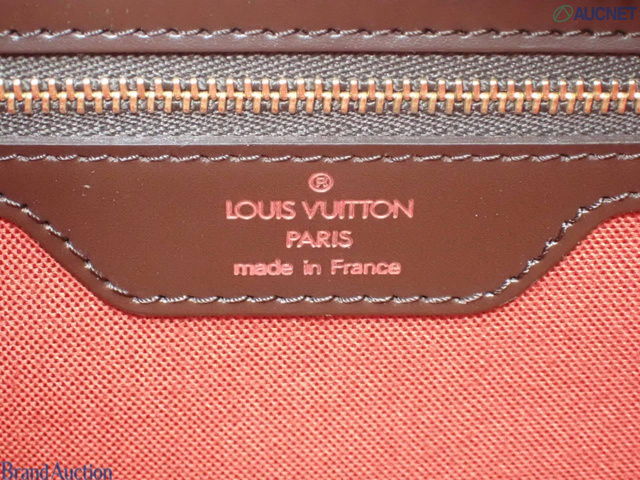 AUCNET
®
LOUIS VUITTON
PARIS
made in France
BrandAuction